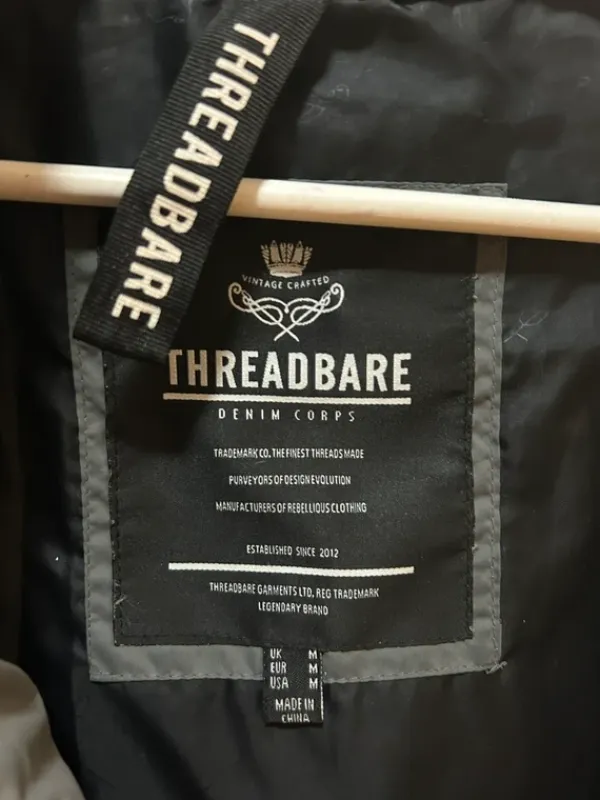 THREADBARE
VINTAGE CRAFTED
THREADBARE
DENIM CORPS
TRADEMARK CO. THE FINEST THREADS MADE
PURVEYORS OF DESIGN EVOLUTION
MANUFACTURERS OF REBELLIOUS CLOTHING
ESTABLISHED SINCE 2012
THREADBARE GARMENTS LTD. REG TRADEMARK
LEGENDARY BRAND
UK M
EUR M
USA M
MADE IN
CHINA